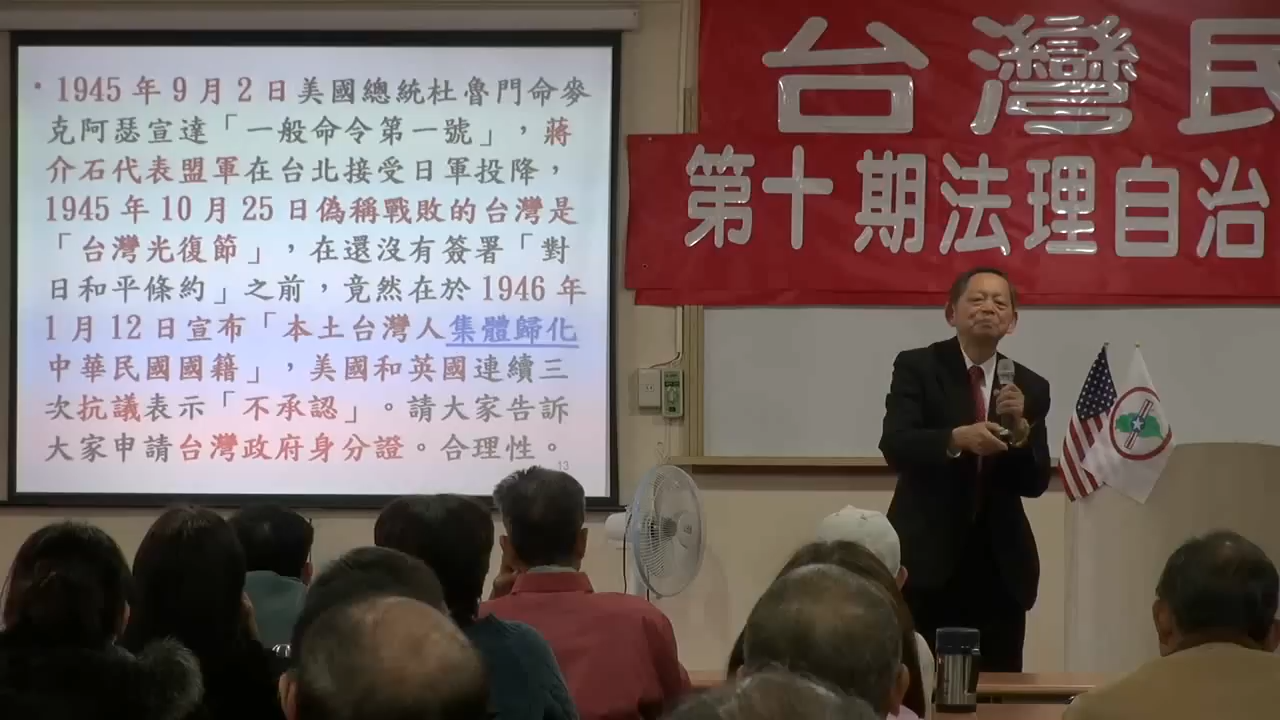 • 1945 年 9 月 2 日美國總統杜魯門命麥
克阿瑟宣達「一般命令第一號」，蔣
介石代表盟軍在台北接受日軍投降，
1945 年 10 月 25 日偽稱戰敗的台灣是
「台灣光復節」，在還沒有簽署「對
日和平條約」之前，竟然在於 1946 年
1 月 12 日宣布「本土台灣人集體歸化
中華民國國籍」，美國和英國連續三
次抗議表示「不承認」。請大家告訴
大家申請台灣政府身分證。合理性。
13
台灣民
第十期法理自治